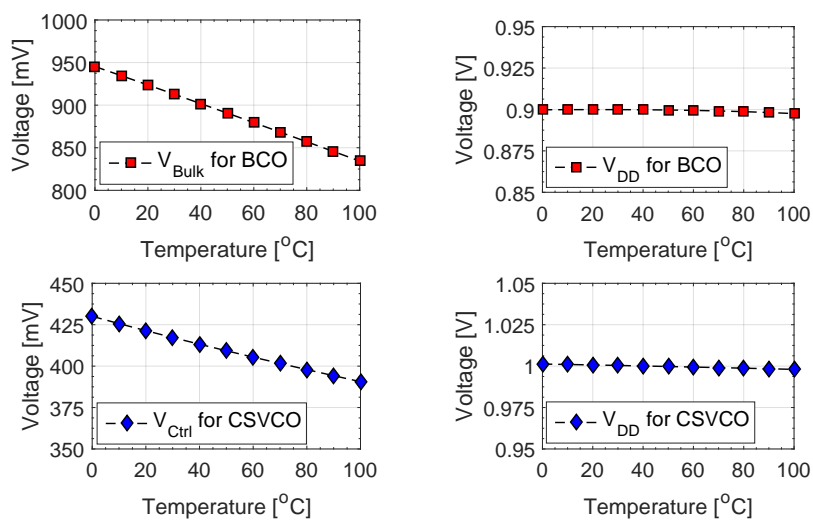 1000
950
900
850
800
Voltage [mV]
V_Bulk for BCO
0 20 40 60 80 100
Temperature [°C]
0.95
0.925
0.9
0.875
0.85
Voltage [V]
V_DD for BCO
0 20 40 60 80 100
Temperature [°C]
450
425
400
375
350
Voltage [mV]
V_Ctrl for CSVCO
0 20 40 60 80 100
Temperature [°C]
1.05
1.025
1
0.975
0.95
Voltage [V]
V_DD for CSVCO
0 20 40 60 80 100
Temperature [°C]